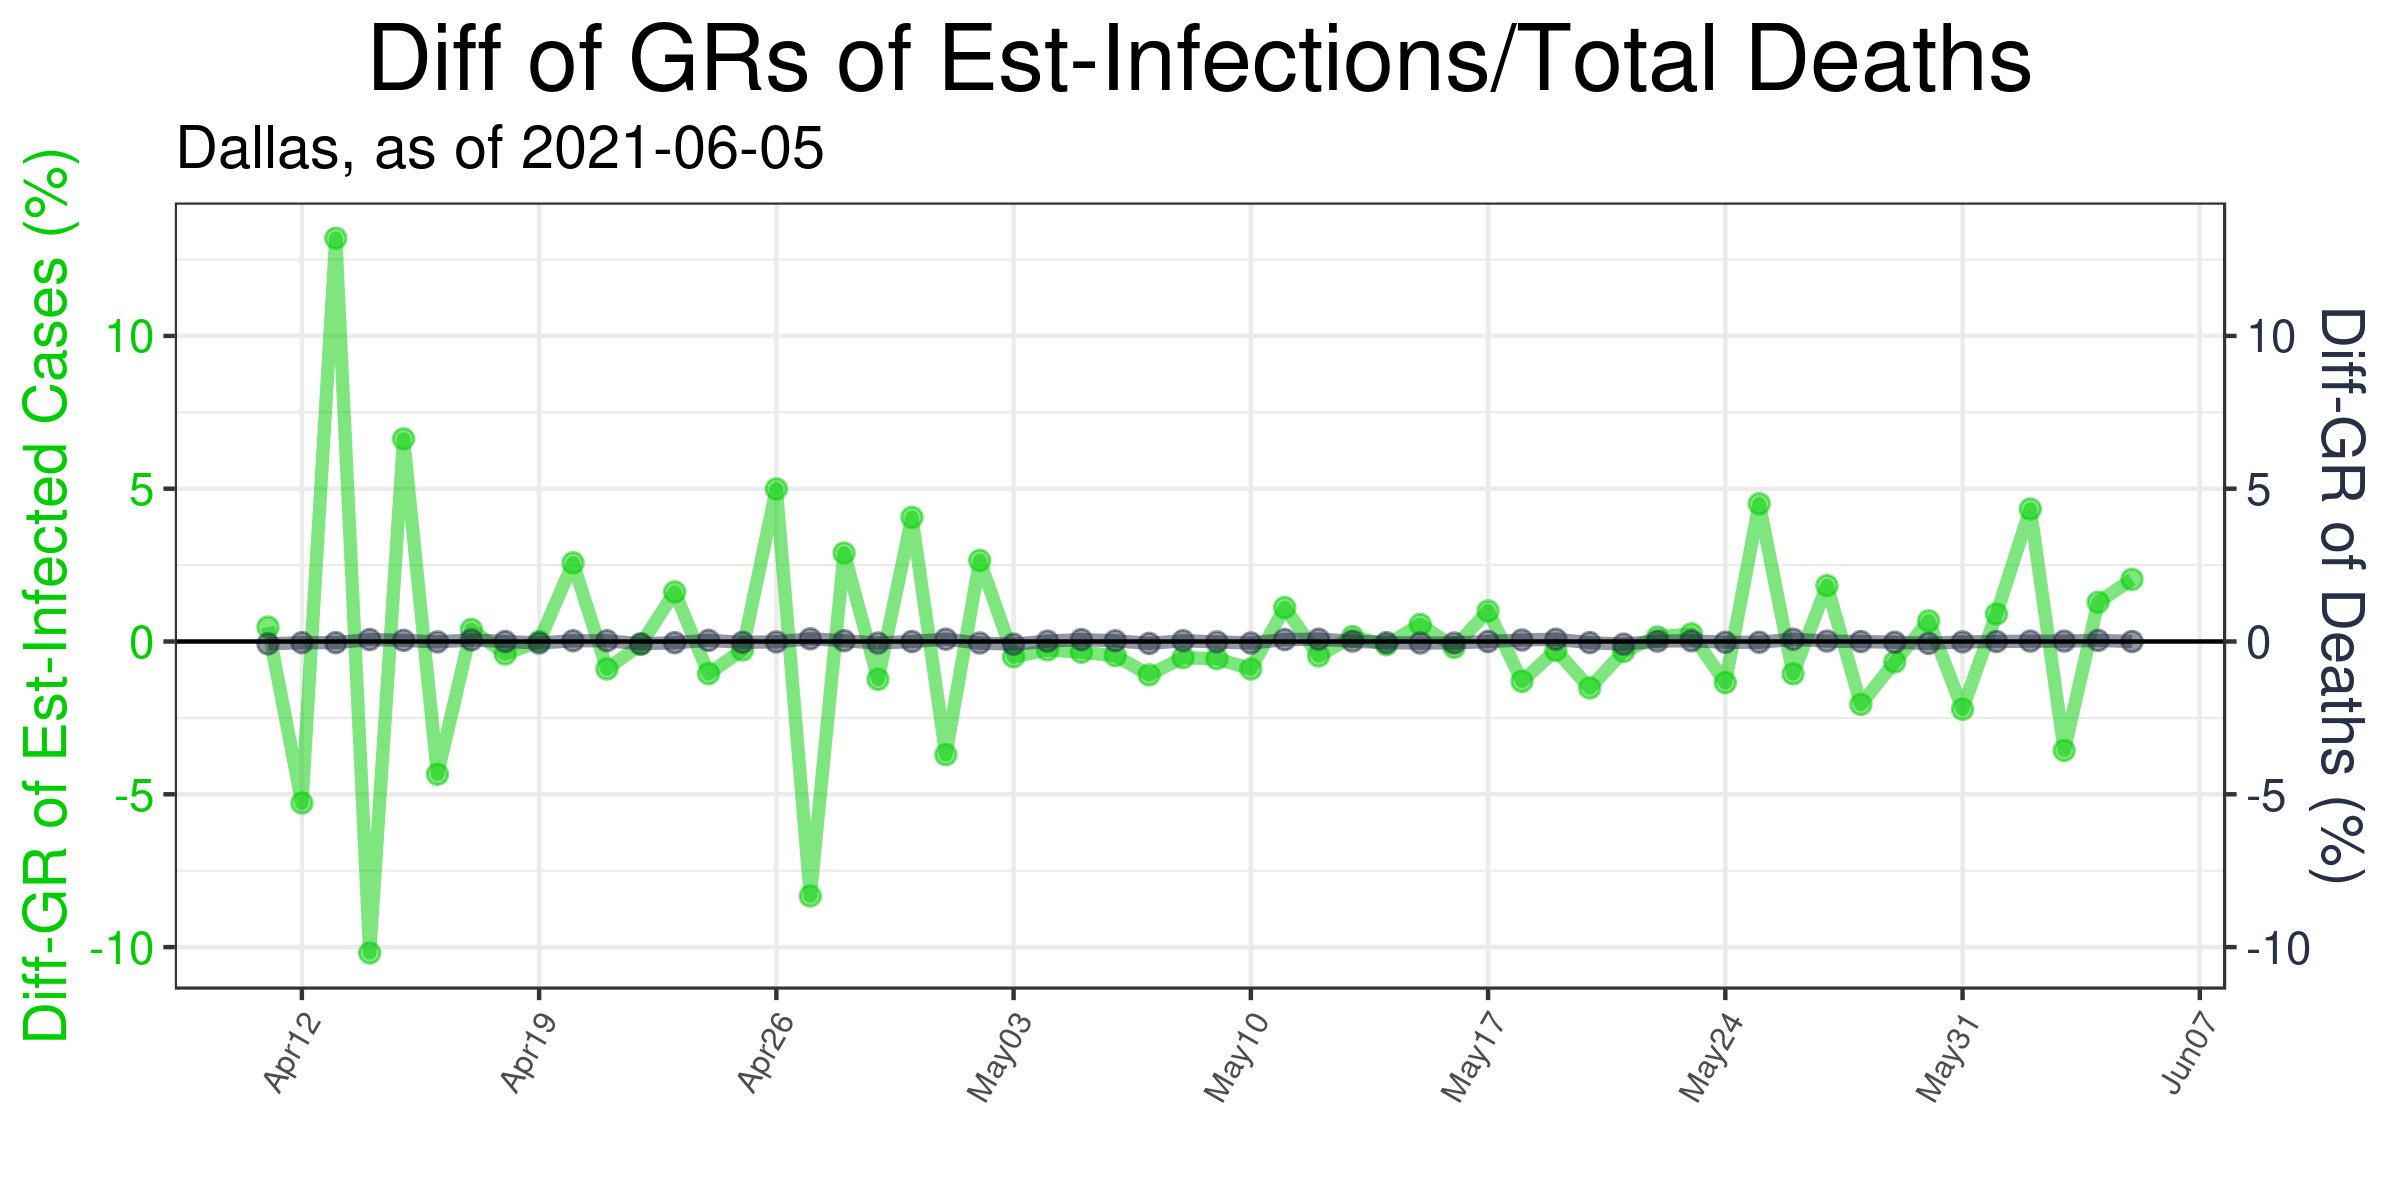 Diff of GRs of Est-Infections/Total Deaths
Dallas, as of 2021-06-05
Diff-GR of Est-Infected Cases (%)
10
5
0
-5
-10
10
5
0
-5
-10
Diff-GR of Deaths (%)
Apr12
Apr19
Apr26
May03
May10
May17
May24
May31
Jun07